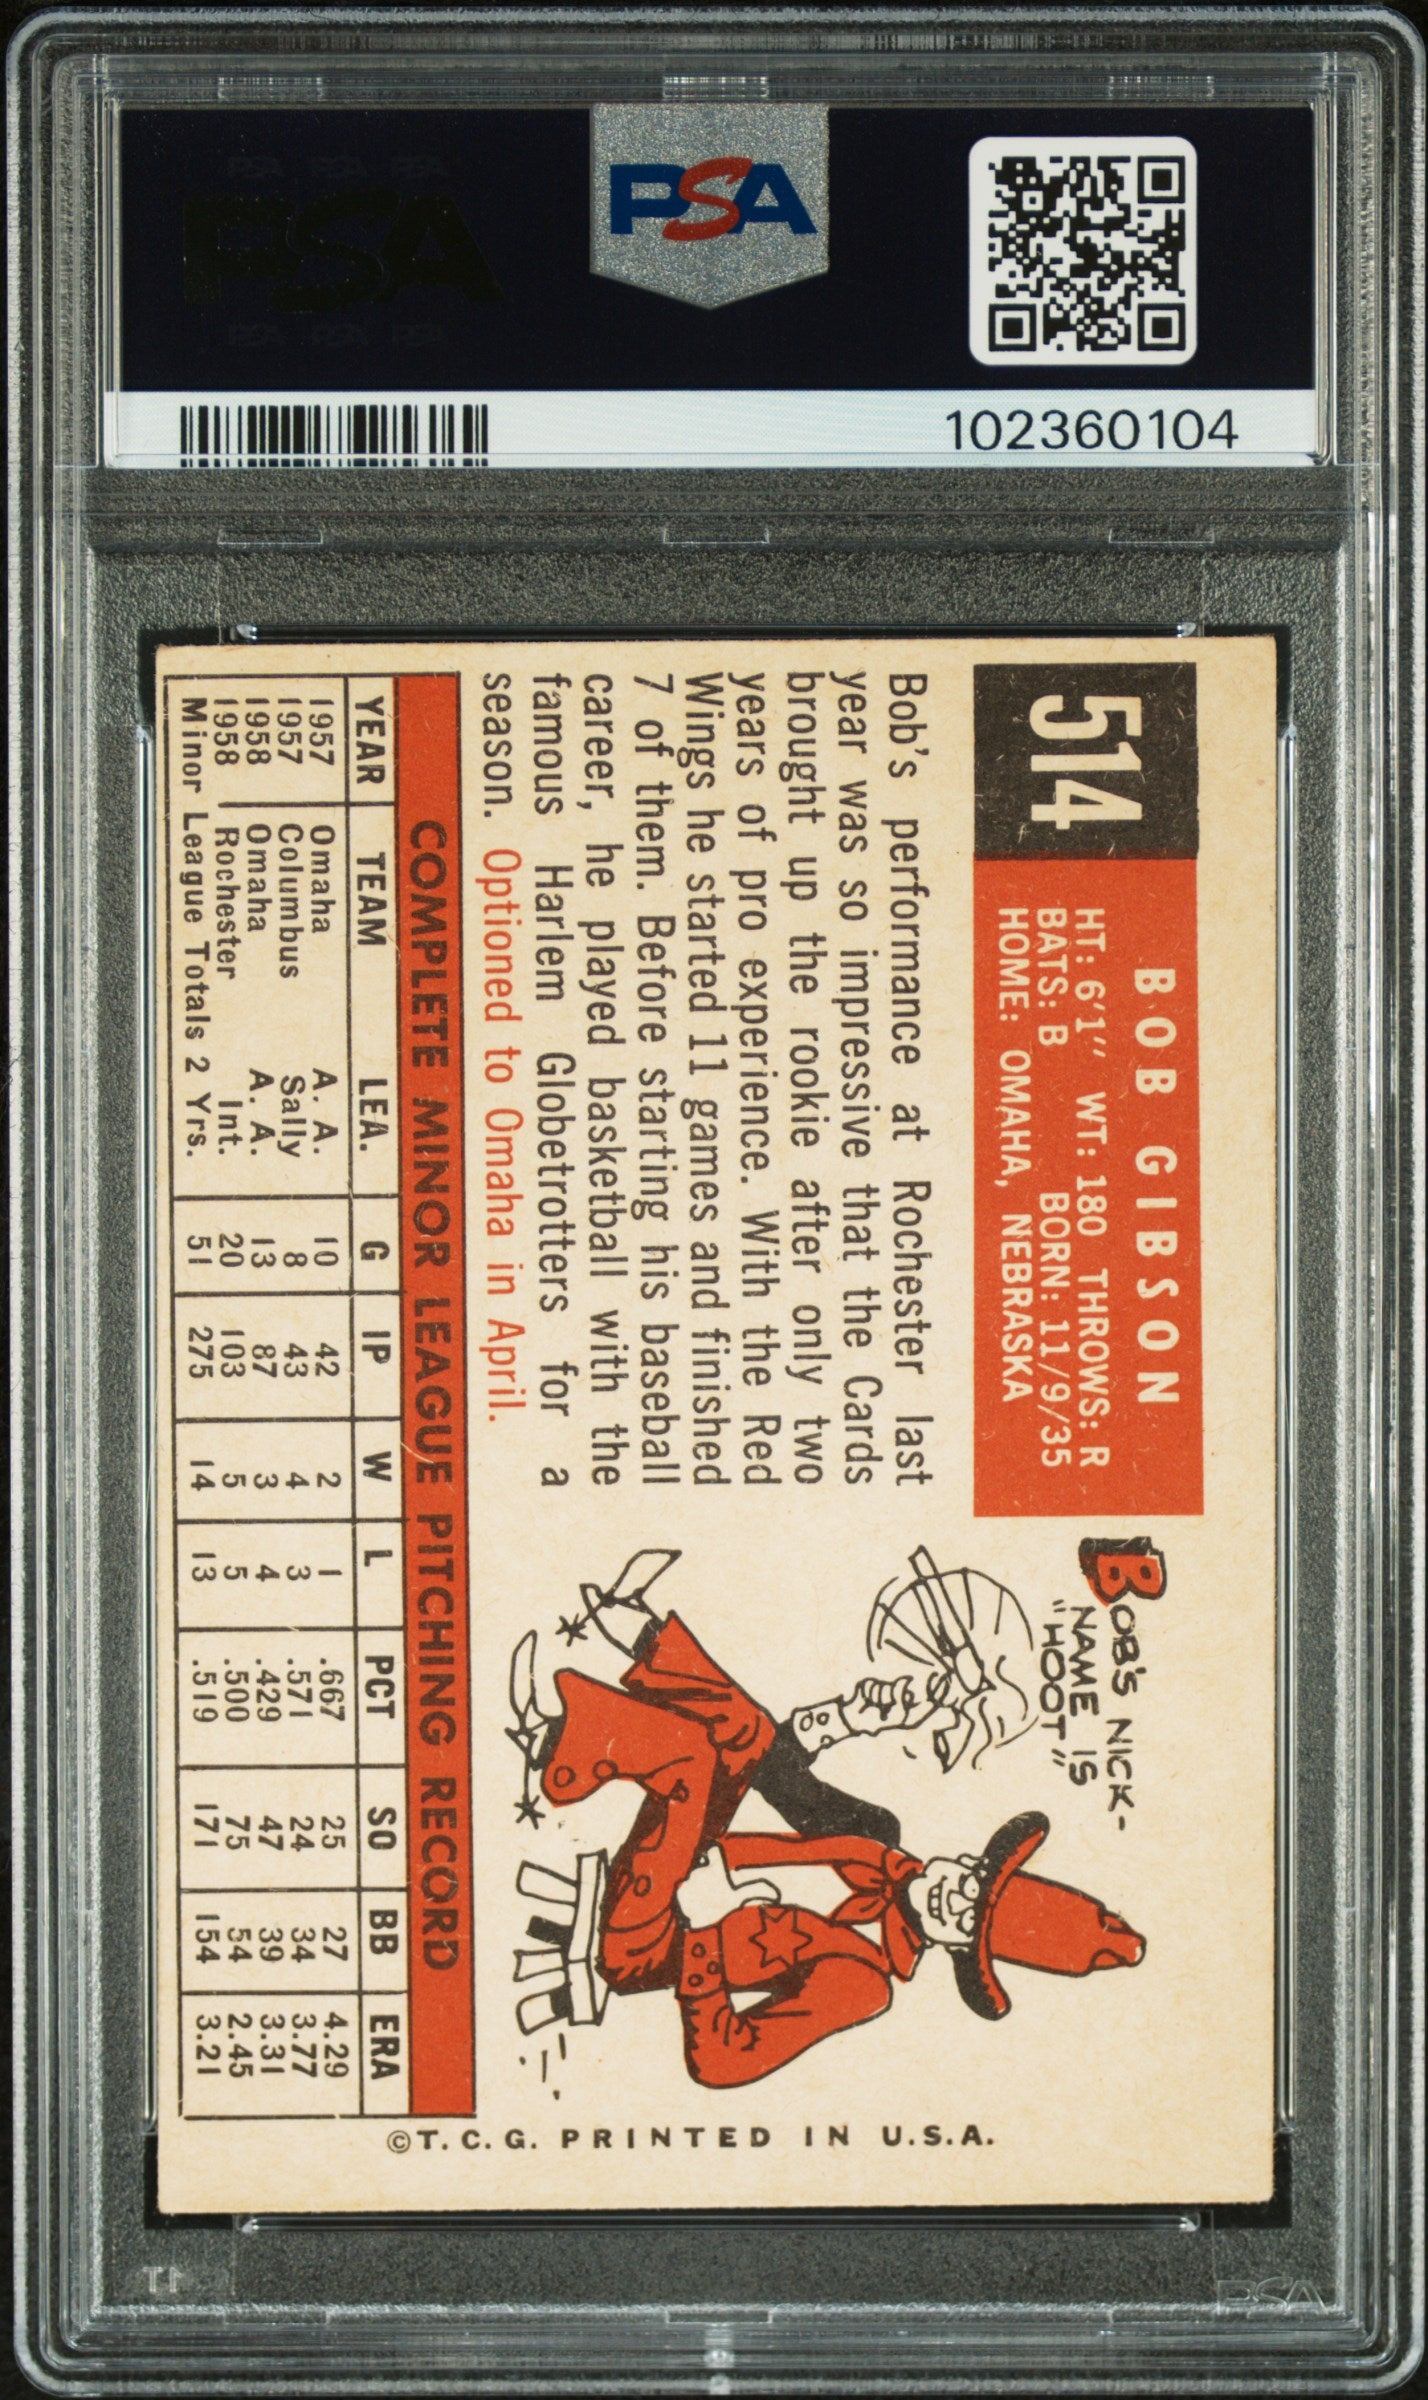 PSA
102360104
514
BOB GIBSON
HT: 6'1" WT: 180 THROWS: R
BATS: B BORN: 11/9/35
HOME: OMAHA, NEBRASKA
Bob's performance at Rochester last
year was so impressive that the Cards
brought up the rookie after only two
years of pro experience. With the Red
Wings he started 11 games and finished
7 of them. Before starting his baseball
career, he played basketball with the
famous Harlem Globetrotters for a
season. Optioned to Omaha in April.
BOB'S NICK-
NAME IS
"HOOT"
COMPLETE MINOR LEAGUE PITCHING RECORD
YEAR TEAM LEA. G IP W L PCT SO BB ERA
1957 Omaha A. A. 10 42 2 1 .667 25 27 4.29
1957 Columbus Sally 8 43 4 3 .571 24 34 3.77
1958 Omaha A. A. 13 87 3 4 .429 47 39 3.31
1958 Rochester Int. 20 103 5 5 .500 75 54 2.45
Minor League Totals 2 Yrs. 51 275 14 13 .519 171 154 3.21
©T. C. G. PRINTED IN U.S.A.
PSA